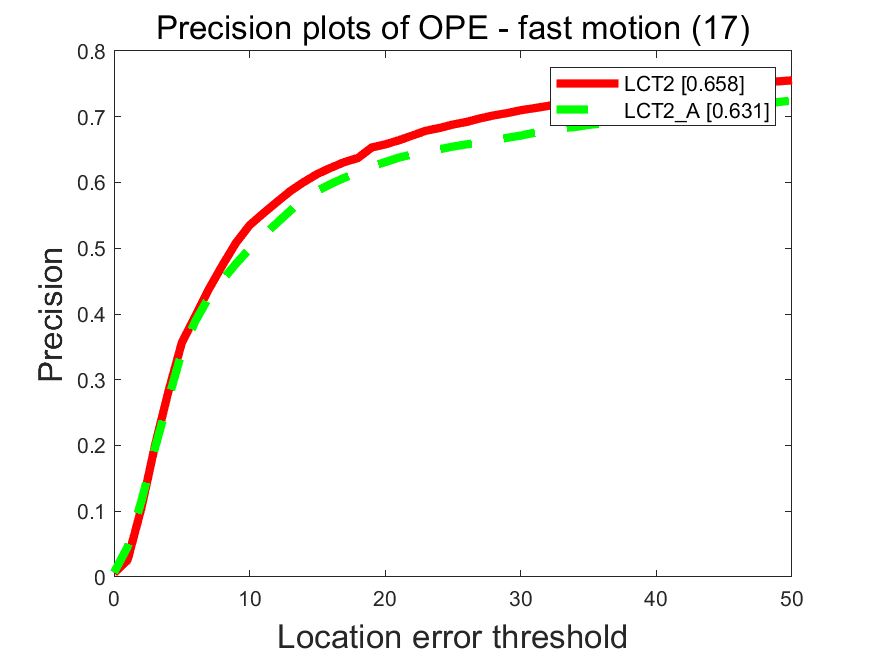 Precision plots of OPE - fast motion (17)
0.8
0.7
0.6
0.5
0.4
0.3
0.2
0.1
0
Precision
LCT2 [0.658]
LCT2_A [0.631]
0 10 20 30 40 50
Location error threshold